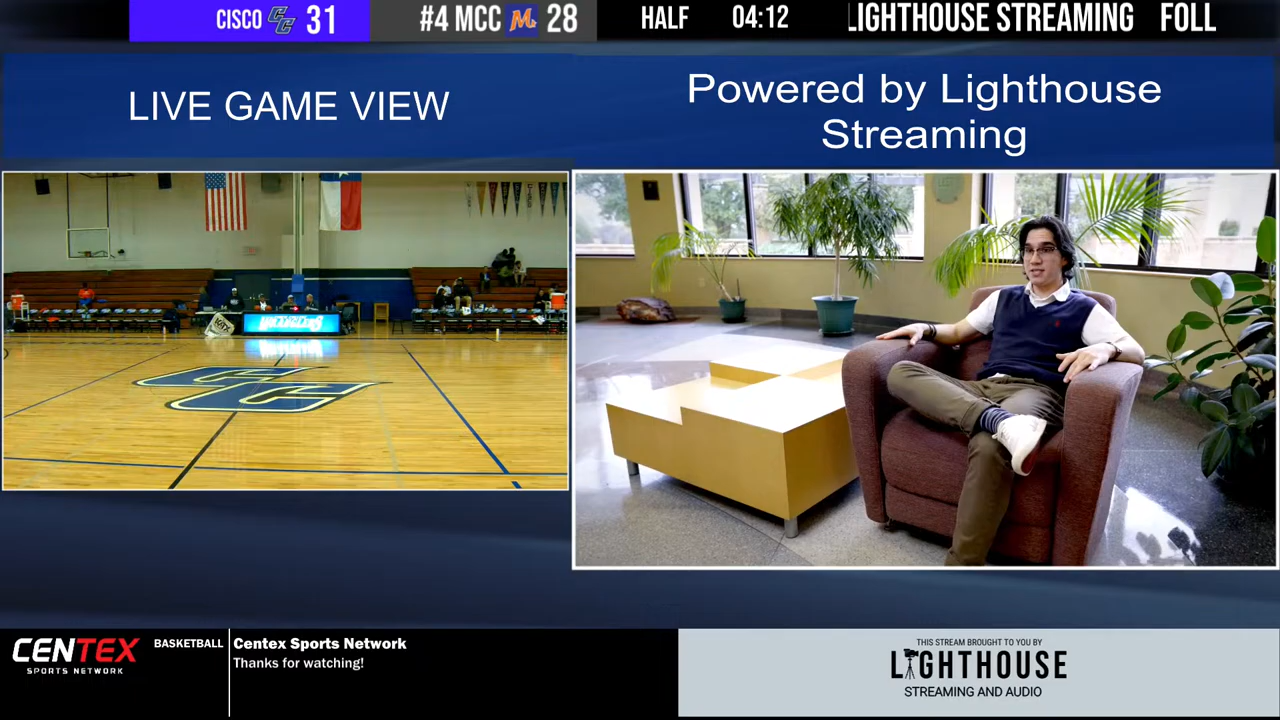 CISCO CC 31 #4 MCC M 28 HALF 04:12 LIGHTHOUSE STREAMING FOLL
LIVE GAME VIEW
Powered by Lighthouse
Streaming
CC
CENTEX
SPORTS NETWORK
BASKETBALL
Centex Sports Network
Thanks for watching!
THIS STREAM BROUGHT TO YOU BY
LIGHTHOUSE
STREAMING AND AUDIO